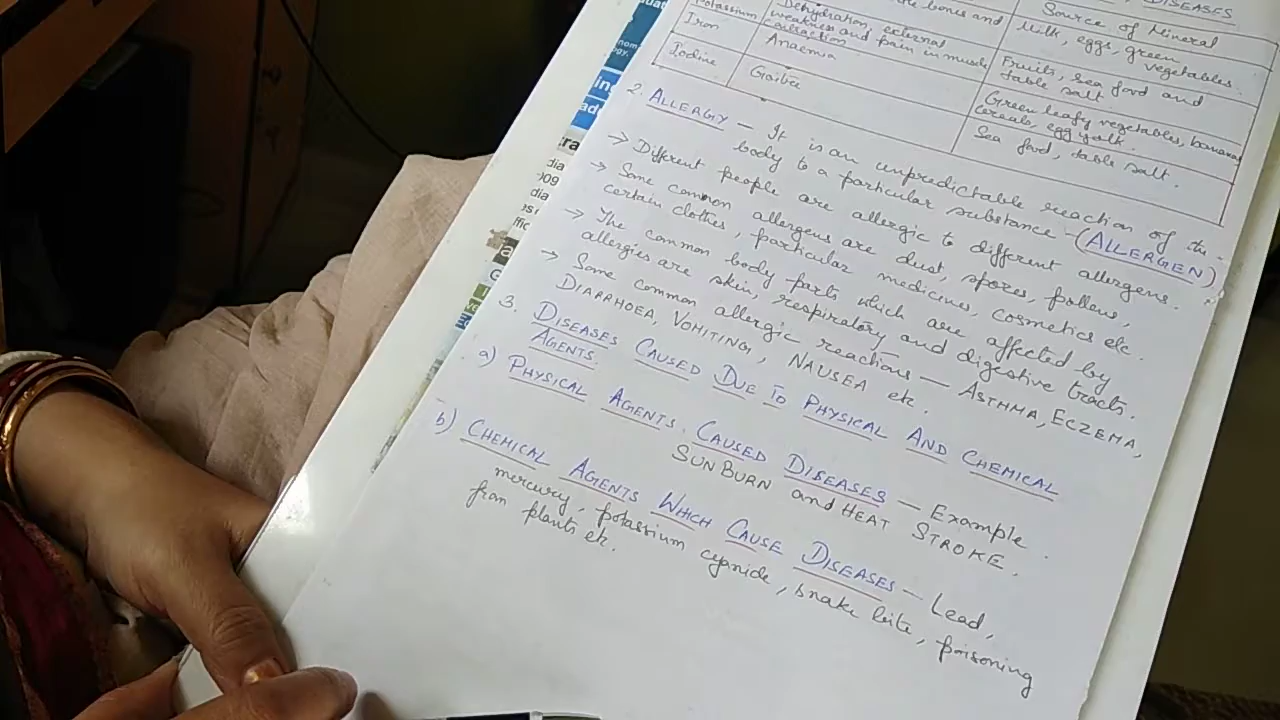 DISEASES
bones and
Source of Mineral
Milk, eggs, green
vegetables.
Potassium
Dehydration, external
weakness and pain in muscle
contraction
Fruits, sea food and
table salt.
Iron
Anaemia
Green leafy vegetables, banana,
cereals, egg yolk.
Iodine
Goitre
Sea food, table salt.
2. ALLERGY — It is an unpredictable reaction of the
body to a particular substance - (ALLERGEN)
→ Different people are allergic to different allergens.
→ Some common allergens are dust, spores, pollens,
certain clothes, particular medicines, cosmetics etc.
→ The common body parts which are affected by
allergies are skin, respiratory and digestive tracts.
→ Some common allergic reactions — ASTHMA, ECZEMA,
DIARRHOEA, VOMITING, NAUSEA etc.
3. DISEASES CAUSED DUE TO PHYSICAL AND CHEMICAL
AGENTS.
a) PHYSICAL AGENTS CAUSED DISEASES — Example.
SUN BURN and HEAT STROKE.
b) CHEMICAL AGENTS WHICH CAUSE DISEASES — Lead,
mercury, potassium cynide, snake bite, poisoning
from plants etc.